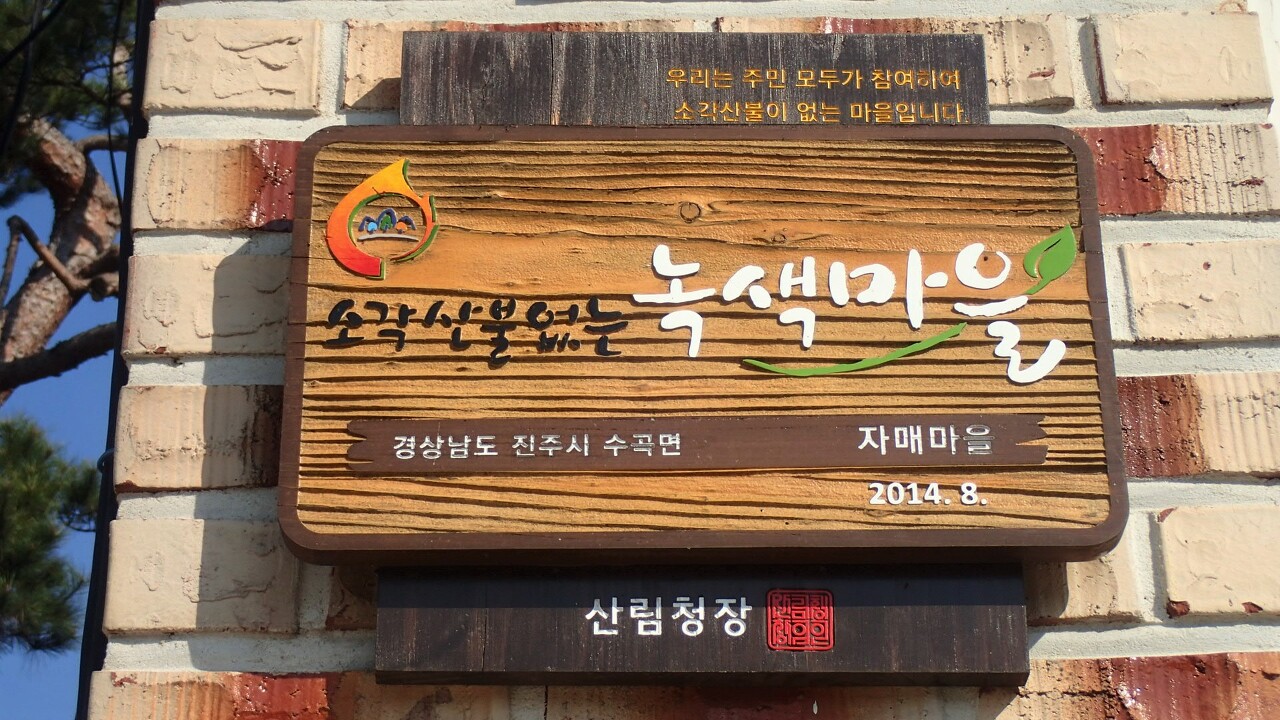 우리는 주민 모두가 참여하여
소각산불이 없는 마을입니다.
소각산불없는 녹색마을
경상남도 진주시 수곡면 자매마을
2014. 8.
산림청장